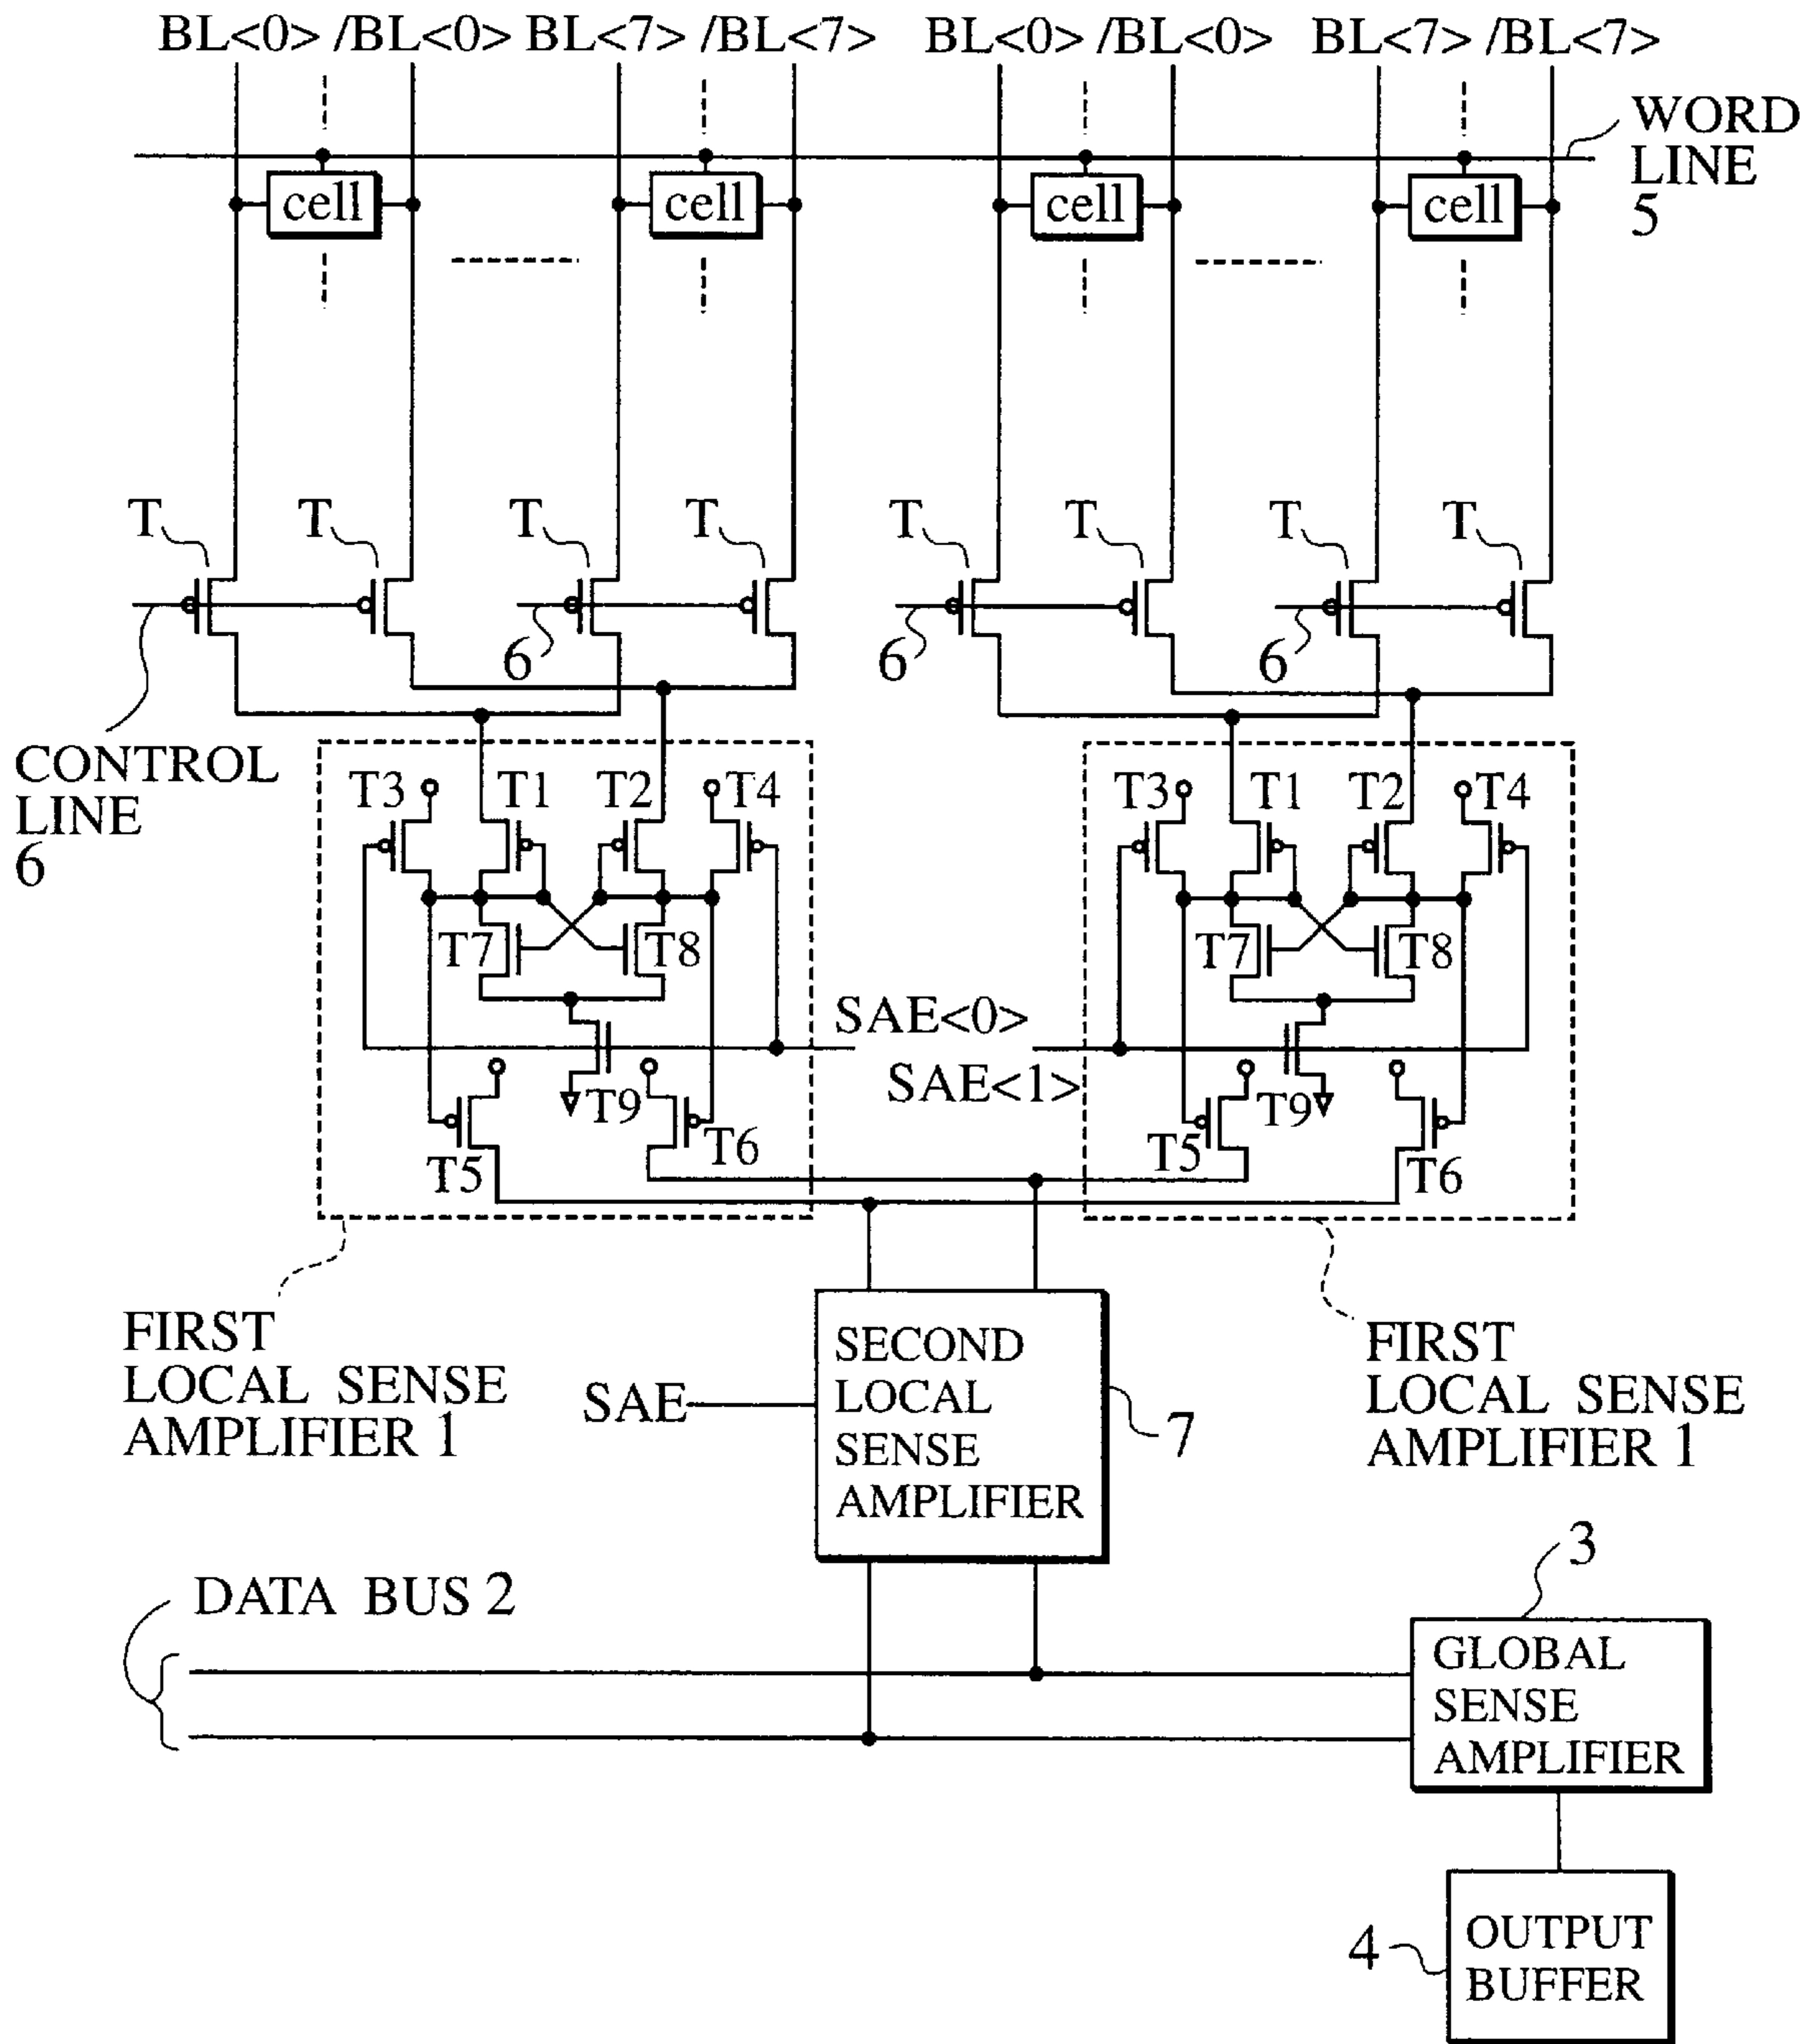 BL<0> /BL<0> BL<7> /BL<7> BL<0> /BL<0> BL<7> /BL<7>
WORD
LINE
5
cell cell cell cell
T T T T T T T T
6 6 6
CONTROL
LINE
6
T3 T1 T2 T4 T3 T1 T2 T4
T7 T8 T7 T8
SAE<0>
SAE<1>
T9 T9
T5 T6 T5 T6
FIRST
LOCAL SENSE
AMPLIFIER 1
SECOND
LOCAL
SENSE
AMPLIFIER
SAE
7
FIRST
LOCAL SENSE
AMPLIFIER 1
DATA BUS 2
3
GLOBAL
SENSE
AMPLIFIER
4
OUTPUT
BUFFER